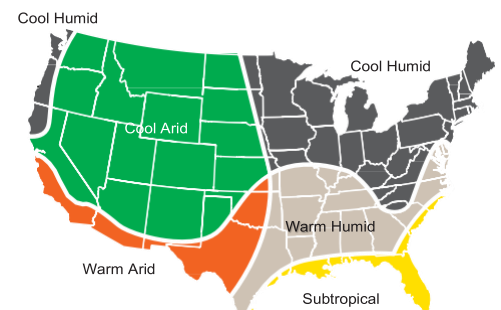 Cool Humid
Cool Humid
Cool Arid
Warm Humid
Warm Arid
Subtropical